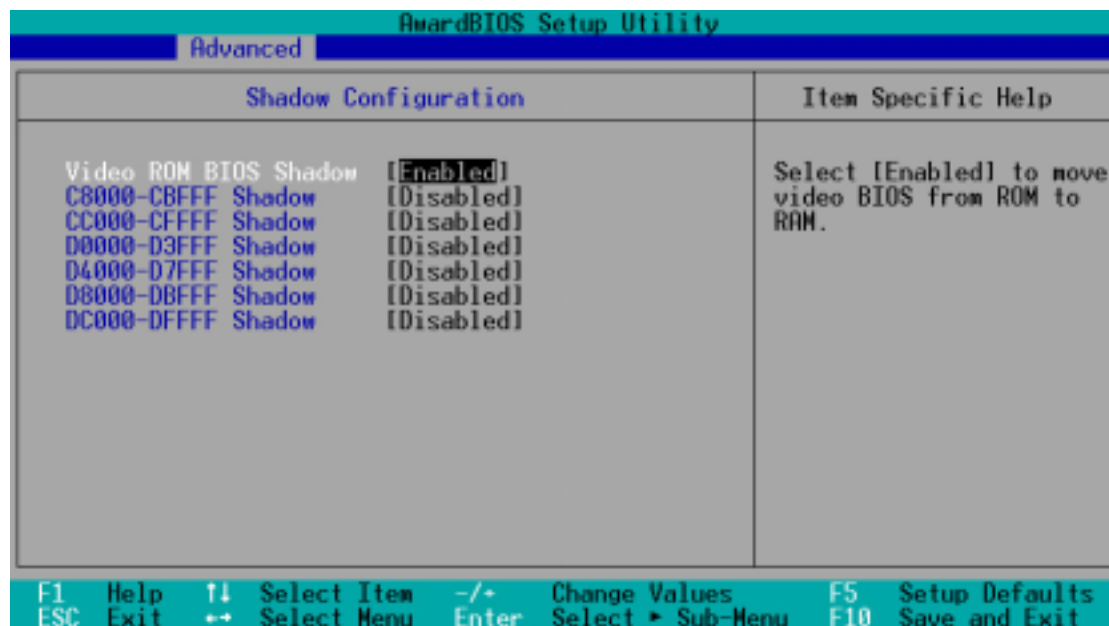 AwardBIOS Setup Utility
Advanced
Shadow Configuration
Item Specific Help
Video ROM BIOS Shadow [Enabled]
C8000-CBFFF Shadow [Disabled]
CC000-CFFFF Shadow [Disabled]
D0000-D3FFF Shadow [Disabled]
D4000-D7FFF Shadow [Disabled]
D8000-DBFFF Shadow [Disabled]
DC000-DFFFF Shadow [Disabled]
Select [Enabled] to move
video BIOS from ROM to
RAM.
F1 Help ↑↓ Select Item -/+ Change Values F5 Setup Defaults
ESC Exit ←→ Select Menu Enter Select ► Sub-Menu F10 Save and Exit